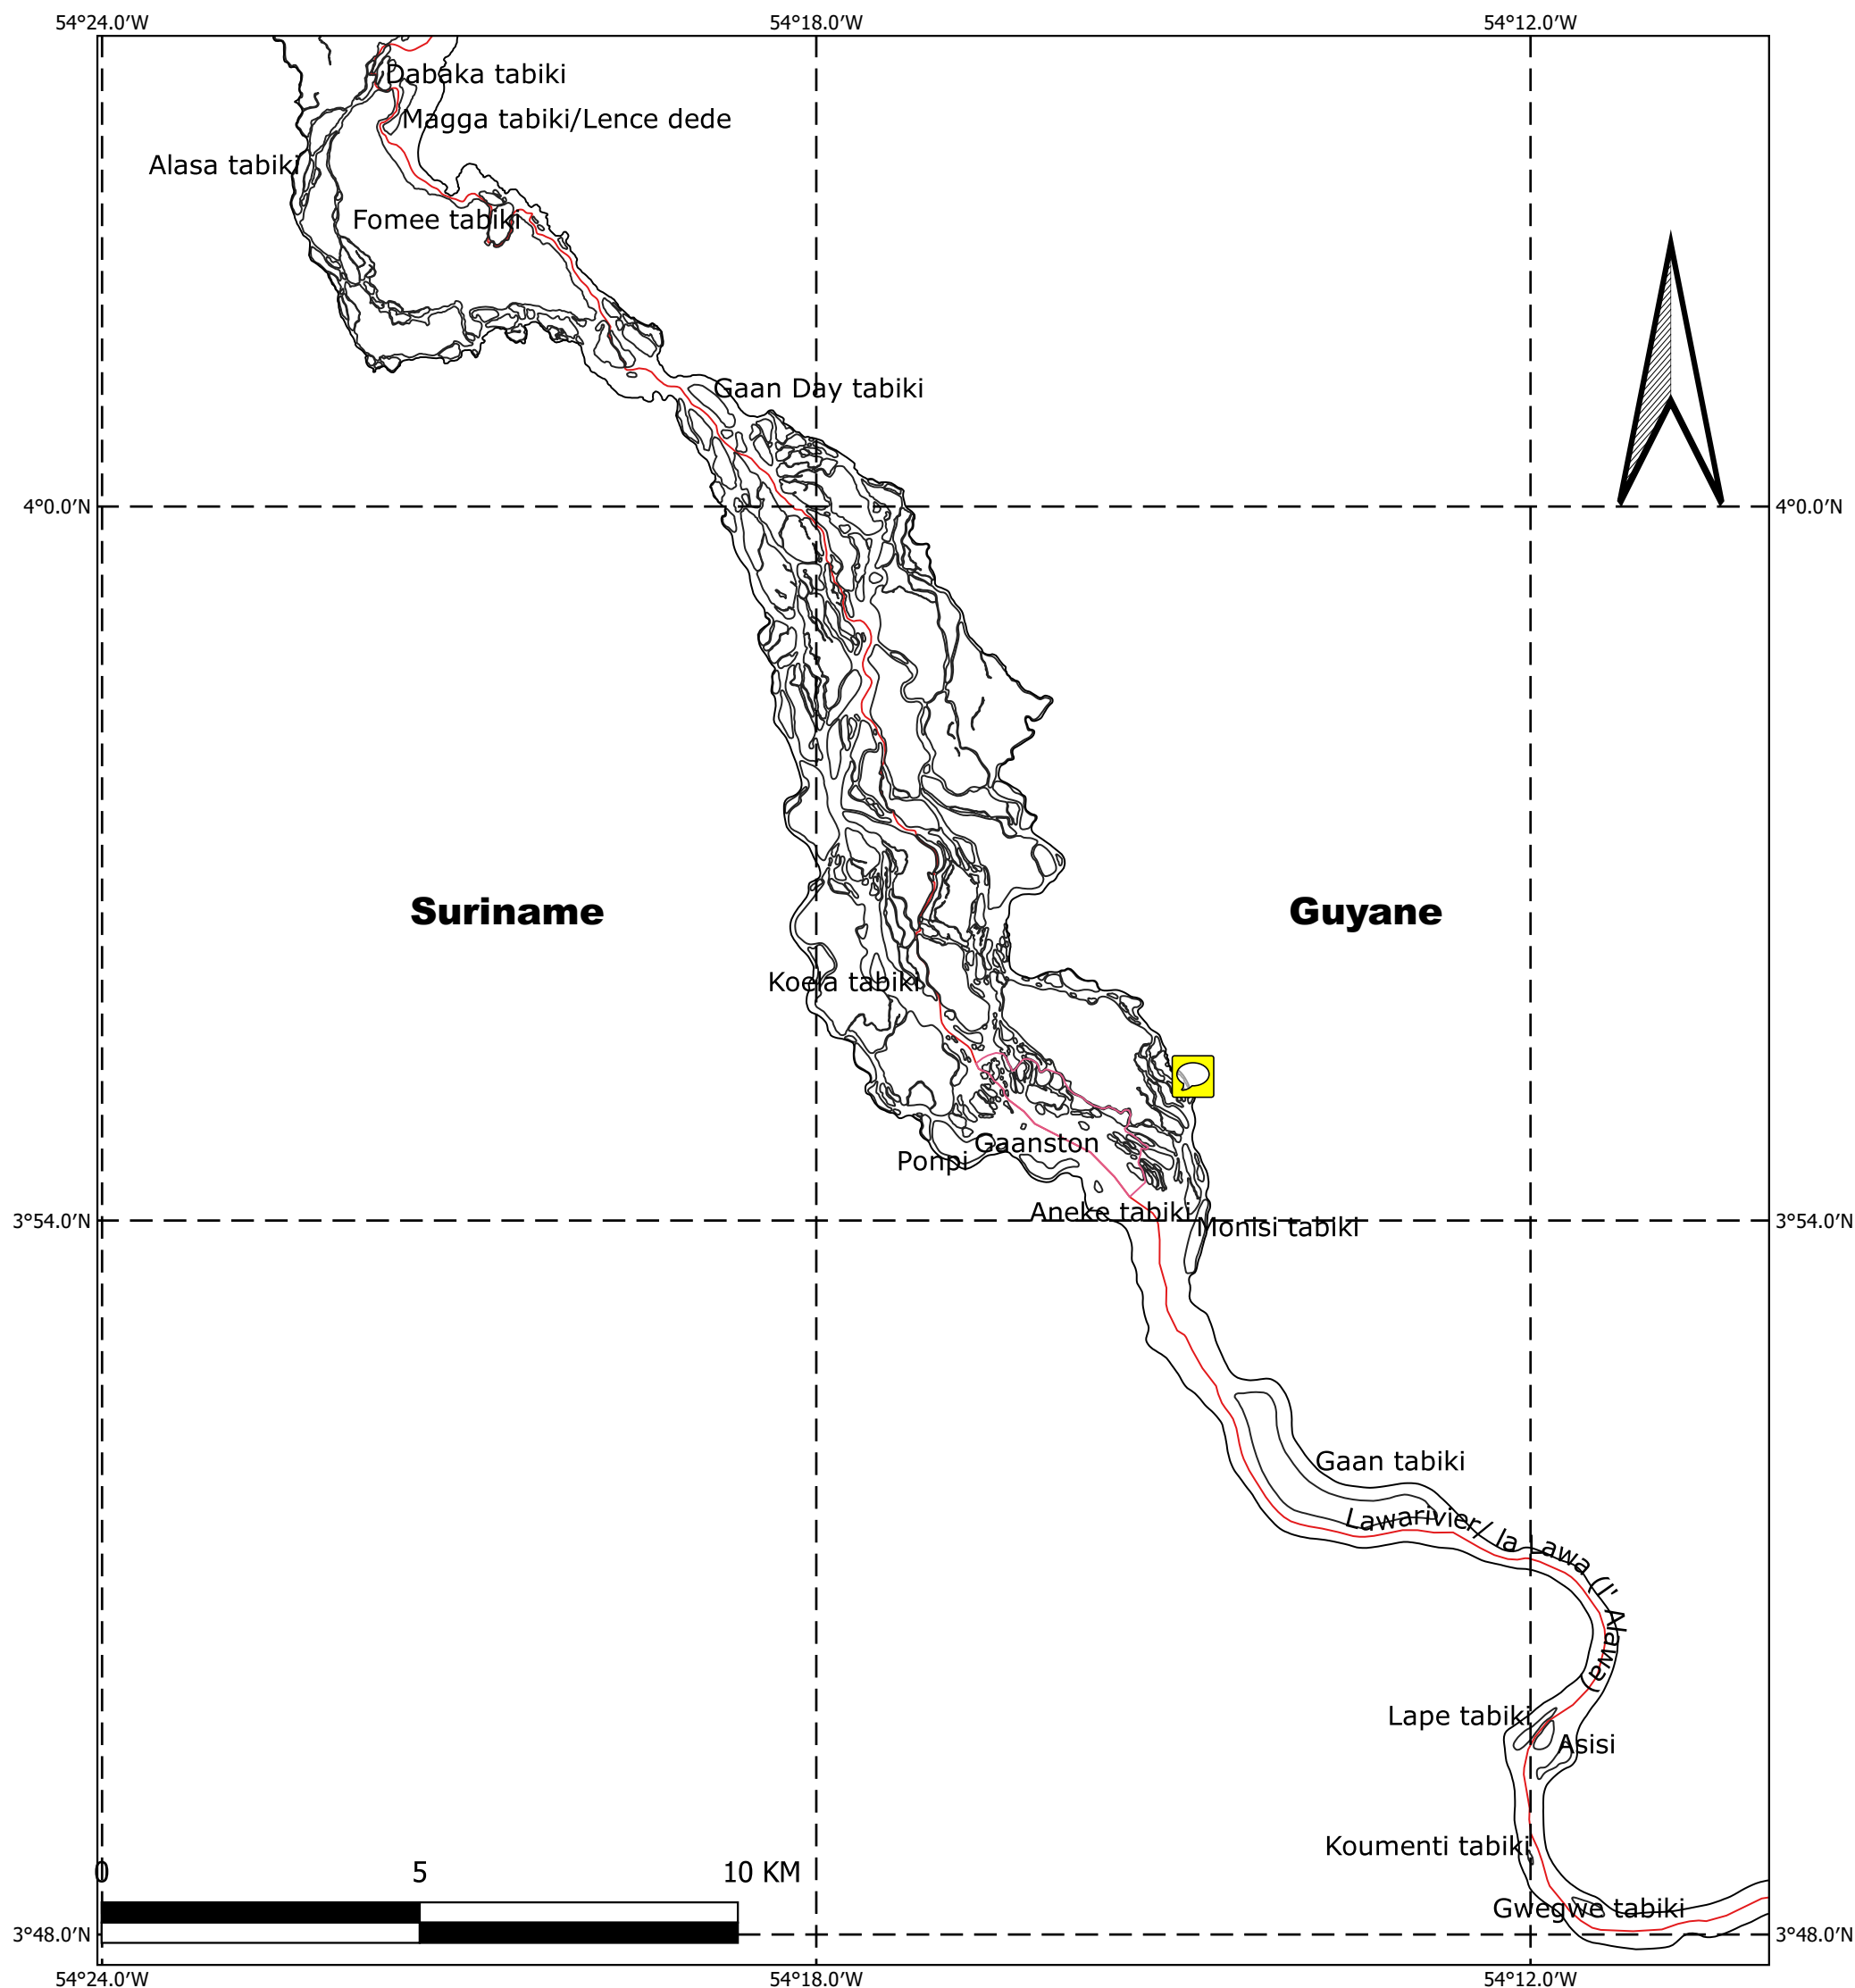 54°24.0'W 54°18.0'W 54°12.0'W
Dabaka tabiki
Magga tabiki/Lence dede
Alasa tabiki
Fomee tabiki
Gaan Day tabiki
4°0.0'N 4°0.0'N
Suriname Guyane
Koela tabiki
Gaanston
Ponpi
Aneke tabiki
3°54.0'N 3°54.0'N
Monisi tabiki
Gaan tabiki
Lawarivier/ la Lawa (l' Alawa)
Lape tabiki
Asisi
Koumenti tabiki
0 5 10 KM
Gwegwe tabiki
3°48.0'N 3°48.0'N
54°24.0'W 54°18.0'W 54°12.0'W